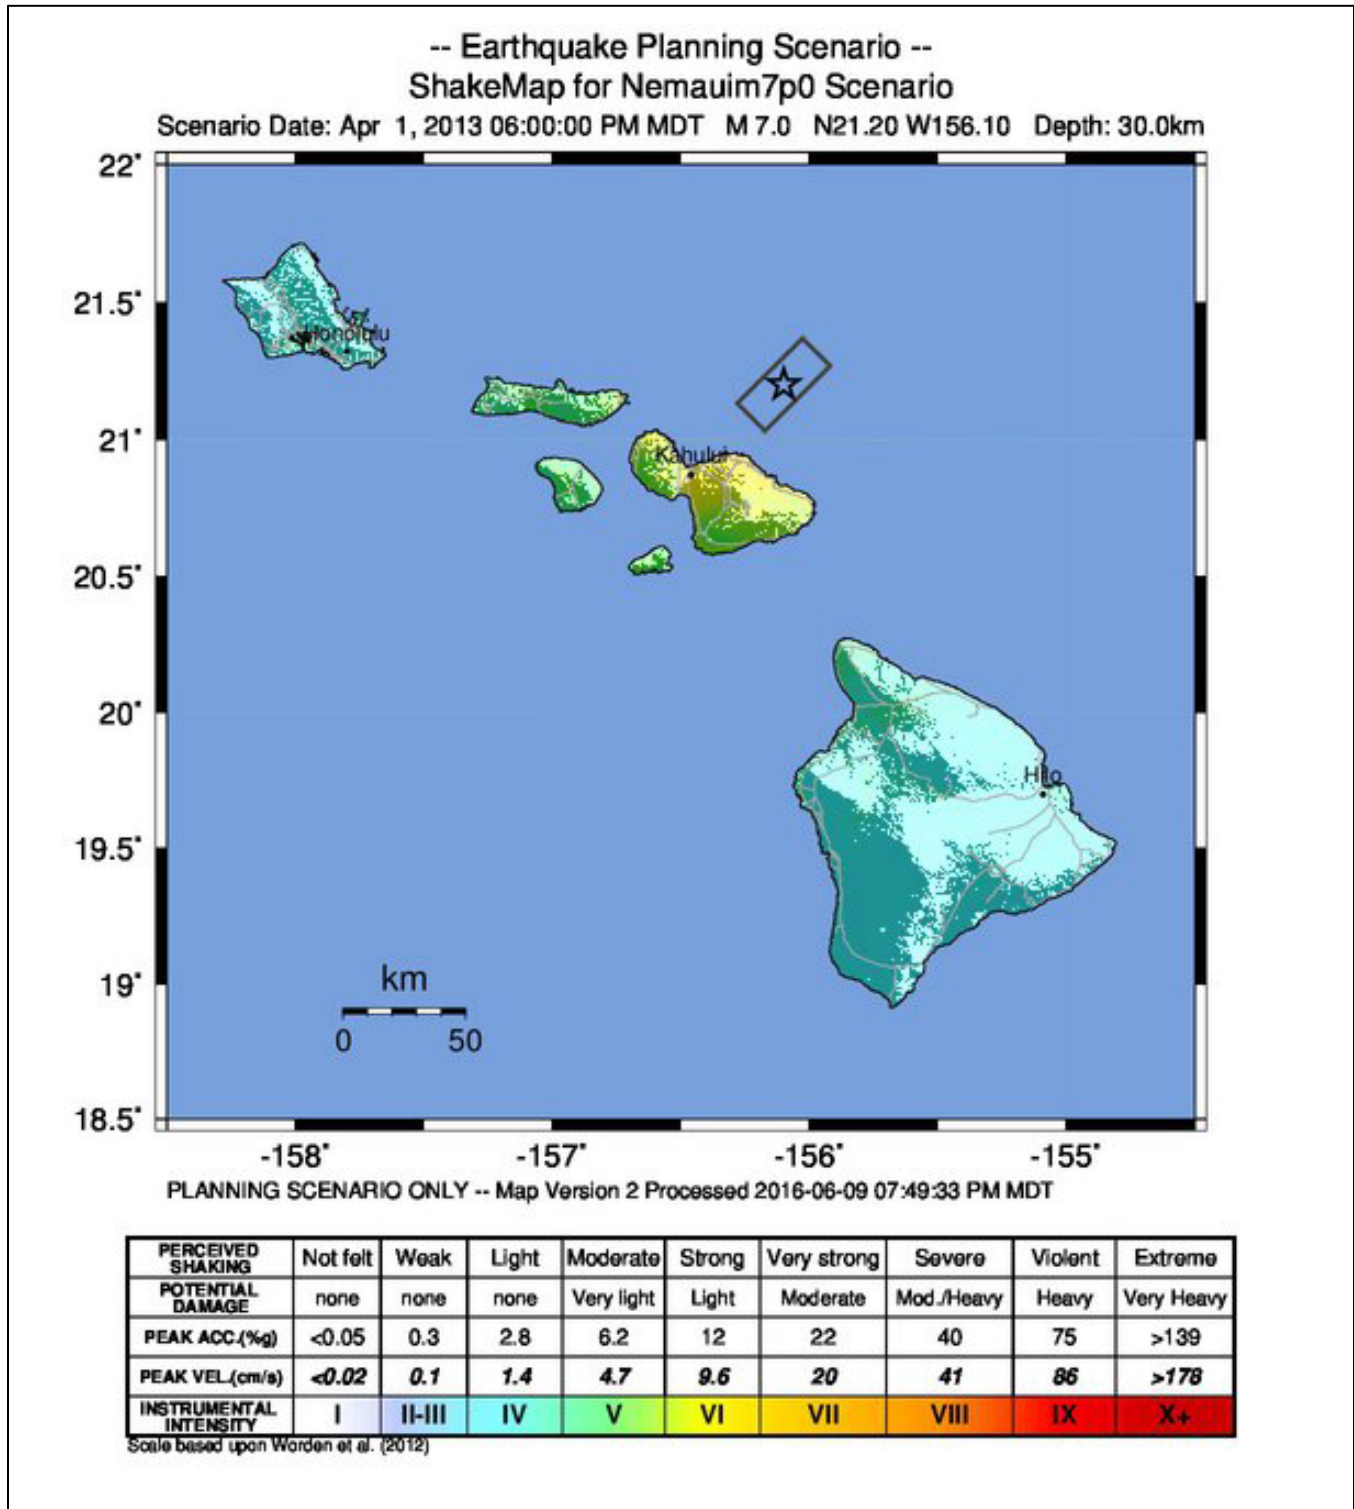 -- Earthquake Planning Scenario --
ShakeMap for Nemauim7p0 Scenario
Scenario Date: Apr 1, 2013 06:00:00 PM MDT M 7.0 N21.20 W156.10 Depth: 30.0km
22°
21.5°
Honolulu
21°
Kahului
20.5°
20°
Hilo
19.5°
19°
km
0 50
18.5°
-158° -157° -156° -155°
PLANNING SCENARIO ONLY -- Map Version 2 Processed 2016-06-09 07:49:33 PM MDT
PERCEIVED SHAKING Not felt Weak Light Moderate Strong Very strong Severe Violent Extreme
POTENTIAL DAMAGE none none none Very light Light Moderate Mod./Heavy Heavy Very Heavy
PEAK ACC.(%g) <0.05 0.3 2.8 6.2 12 22 40 75 >139
PEAK VEL.(cm/s) <0.02 0.1 1.4 4.7 9.6 20 41 86 >178
INSTRUMENTAL INTENSITY I II-III IV V VI VII VIII IX X+
Scale based upon Worden et al. (2012)